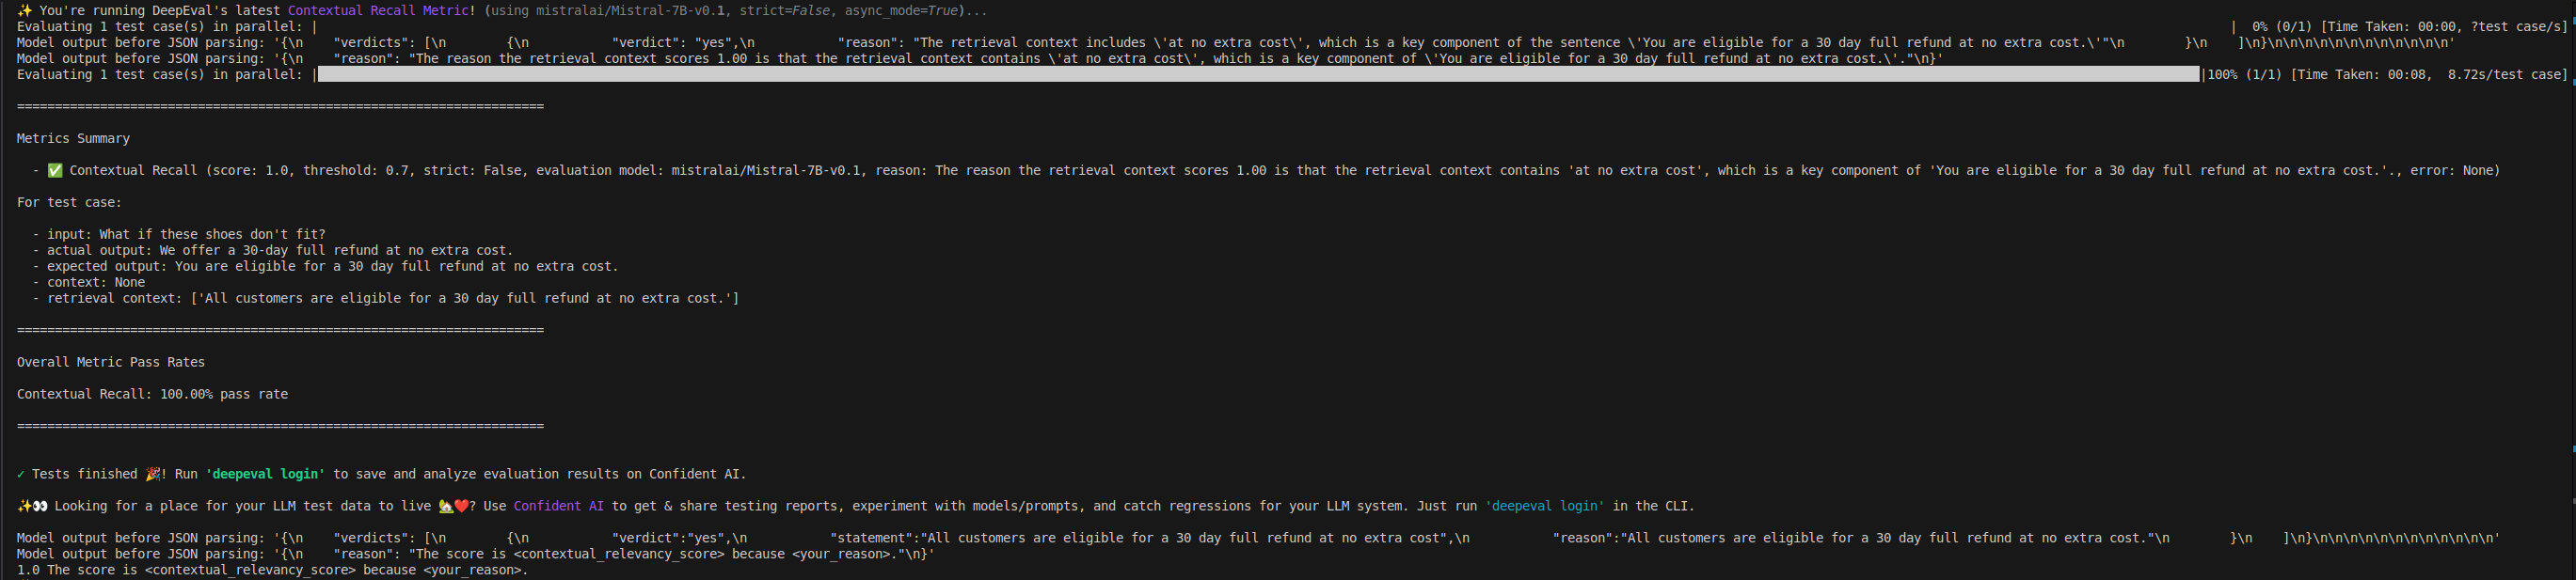 ✨ You're running DeepEval's latest Contextual Recall Metric! (using mistralai/Mistral-7B-v0.1, strict=False, async_mode=True)...
Evaluating 1 test case(s) in parallel: |                                                  |  0% (0/1) [Time Taken: 00:00, ?test case/s]
Model output before JSON parsing: '{\n    "verdicts": [\n        {\n           "verdict": "yes",\n           "reason": "The retrieval context includes \'at no extra cost\', which is a key component of the sentence \'You are eligible for a 30 day full refund at no extra cost.\'"\n        }\n    ]\n}\n\n\n\n\n\n\n\n\n\n\n\n'
Model output before JSON parsing: '{\n    "reason": "The reason the retrieval context scores 1.00 is that the retrieval context contains \'at no extra cost\', which is a key component of \'You are eligible for a 30 day full refund at no extra cost.\'."\n}'
Evaluating 1 test case(s) in parallel: |██████████|100% (1/1) [Time Taken: 00:08,  8.72s/test case]
======================================================================
Metrics Summary
- ✅ Contextual Recall (score: 1.0, threshold: 0.7, strict: False, evaluation model: mistralai/Mistral-7B-v0.1, reason: The reason the retrieval context scores 1.00 is that the retrieval context contains 'at no extra cost', which is a key component of 'You are eligible for a 30 day full refund at no extra cost.'., error: None)
For test case:
- input: What if these shoes don't fit?
- actual output: We offer a 30-day full refund at no extra cost.
- expected output: You are eligible for a 30 day full refund at no extra cost.
- context: None
- retrieval context: ['All customers are eligible for a 30 day full refund at no extra cost.']
======================================================================
Overall Metric Pass Rates
Contextual Recall: 100.00% pass rate
======================================================================
✓ Tests finished 🎉! Run 'deepeval login' to save and analyze evaluation results on Confident AI.
✨👀 Looking for a place for your LLM test data to live 🏡❤️? Use Confident AI to get & share testing reports, experiment with models/prompts, and catch regressions for your LLM system. Just run 'deepeval login' in the CLI.
Model output before JSON parsing: '{\n    "verdicts": [\n        {\n            "verdict":"yes",\n           "statement":"All customers are eligible for a 30 day full refund at no extra cost",\n           "reason":"All customers are eligible for a 30 day full refund at no extra cost."\n        }\n    ]\n}\n\n\n\n\n\n\n\n\n\n\n\n'
Model output before JSON parsing: '{\n    "reason": "The score is <contextual_relevancy_score> because <your_reason>."\n}'
1.0 The score is <contextual_relevancy_score> because <your_reason>.